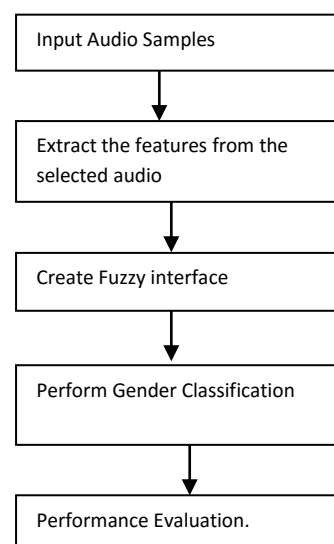 Input Audio Samples
Extract the features from the
selected audio
Create Fuzzy interface
Perform Gender Classification
Performance Evaluation.